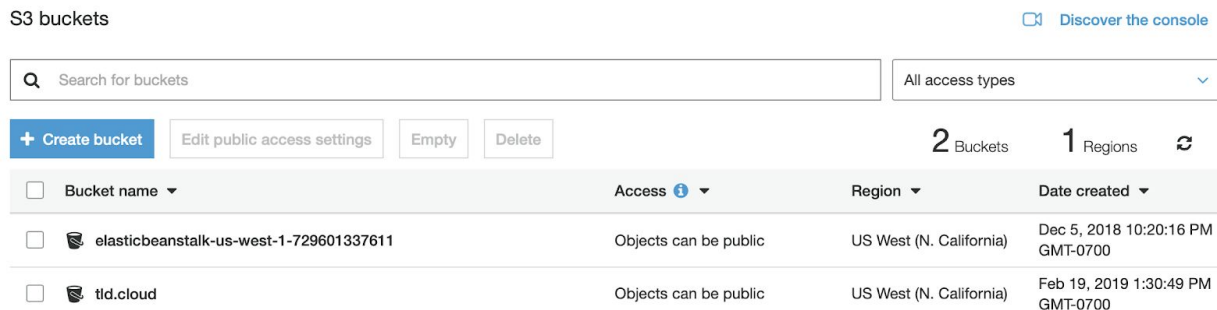 S3 buckets
Discover the console
Search for buckets
All access types
+ Create bucket
Edit public access settings
Empty
Delete
2 Buckets
1 Regions
Bucket name
Access
Region
Date created
elasticbeanstalk-us-west-1-729601337611
Objects can be public
US West (N. California)
Dec 5, 2018 10:20:16 PM
GMT-0700
tld.cloud
Objects can be public
US West (N. California)
Feb 19, 2019 1:30:49 PM
GMT-0700